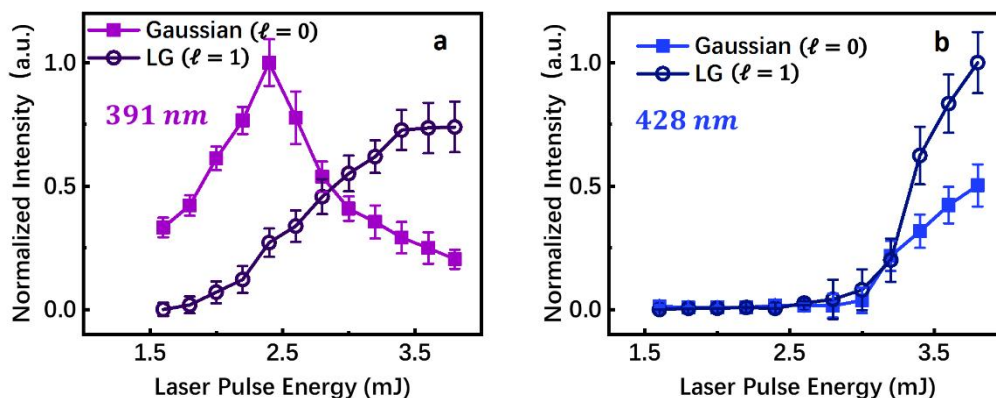 Gaussian (ℓ = 0)
LG (ℓ = 1)
a
391 nm
1.0
0.5
0.0
Normalized Intensity (a.u.)
1.5
2.5
3.5
Laser Pulse Energy (mJ)
Gaussian (ℓ = 0)
LG (ℓ = 1)
b
428 nm
1.0
0.5
0.0
Normalized Intensity (a.u.)
1.5
2.5
3.5
Laser Pulse Energy (mJ)